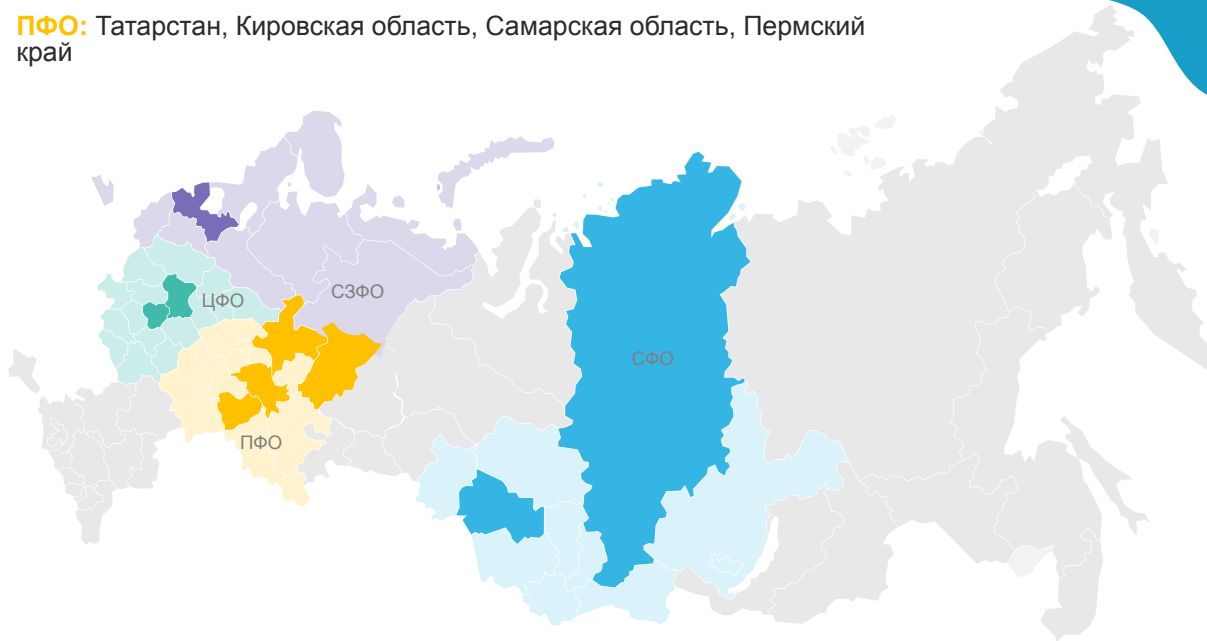 ПФО: Татарстан, Кировская область, Самарская область, Пермский
край
СЗФО
ЦФО
СФО
ПФО